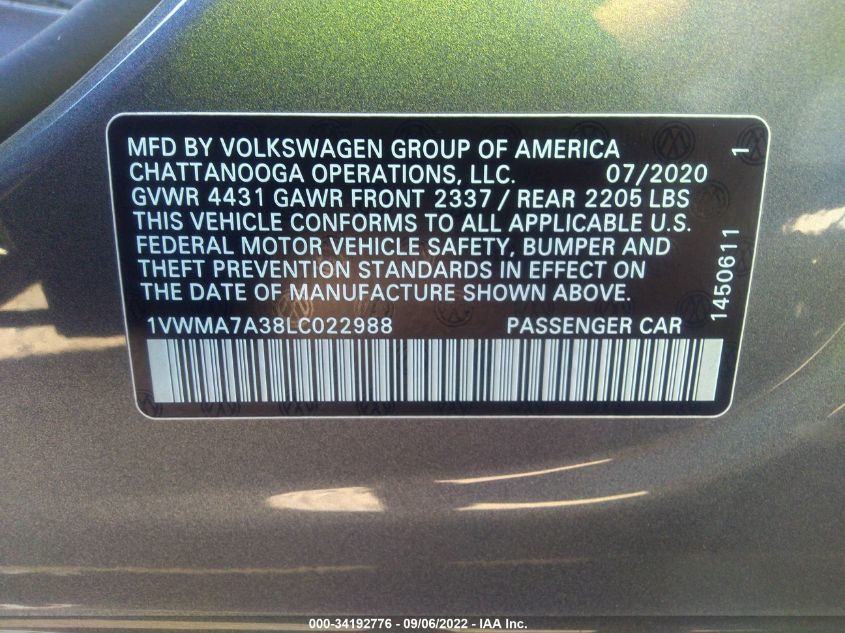 MFD BY VOLKSWAGEN GROUP OF AMERICA
CHATTANOOGA OPERATIONS, LLC. 07/2020
GVWR 4431 GAWR FRONT 2337 / REAR 2205 LBS
THIS VEHICLE CONFORMS TO ALL APPLICABLE U.S.
FEDERAL MOTOR VEHICLE SAFETY, BUMPER AND
THEFT PREVENTION STANDARDS IN EFFECT ON
THE DATE OF MANUFACTURE SHOWN ABOVE.
1VWMA7A38LC022988 PASSENGER CAR
1450611 1
000-34192776 - 09/06/2022 - IAA Inc.